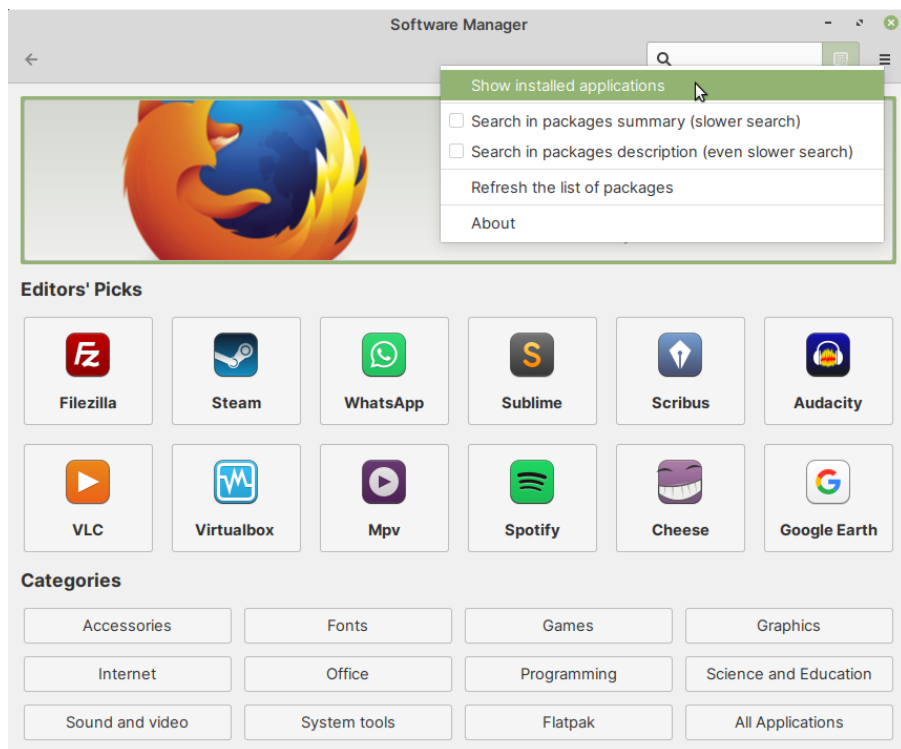 Software Manager
Show installed applications
Search in packages summary (slower search)
Search in packages description (even slower search)
Refresh the list of packages
About
Editors' Picks
Fz S
Filezilla Steam WhatsApp Sublime Scribus Audacity
G
VLC Virtualbox Mpv Spotify Cheese Google Earth
Categories
Accessories Fonts Games Graphics
Internet Office Programming Science and Education
Sound and video System tools Flatpak All Applications